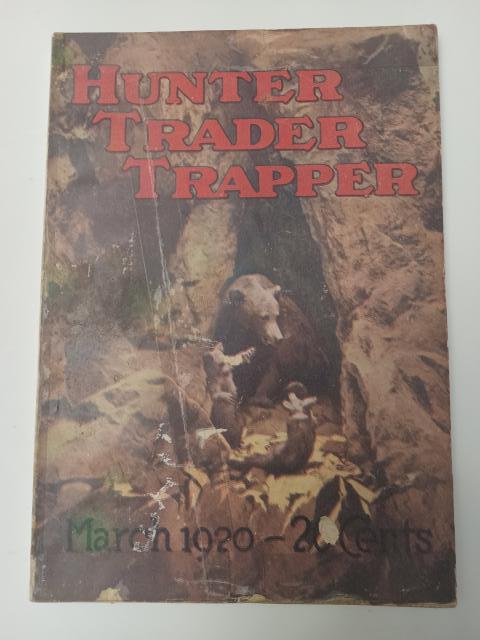 HUNTER
TRADER
TRAPPER
March 1920 – 20 Cents